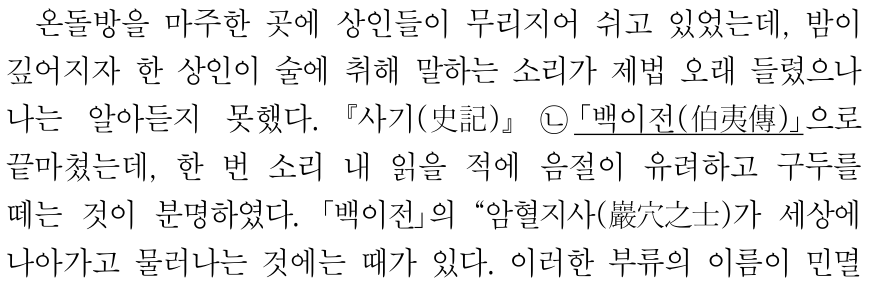 온돌방을 마주한 곳에 상인들이 무리지어 쉬고 있었는데, 밤이
깊어지자 한 상인이 술에 취해 말하는 소리가 제법 오래 들렸으나
나는 알아듣지 못했다. 『사기(史記)』 ㉡「백이전(伯夷傳)」으로
끝마쳤는데, 한 번 소리 내 읽을 적에 음절이 유려하고 구두를
떼는 것이 분명하였다. 「백이전」의 “암혈지사(巖穴之士)가 세상에
나아가고 물러나는 것에는 때가 있다. 이러한 부류의 이름이 민멸